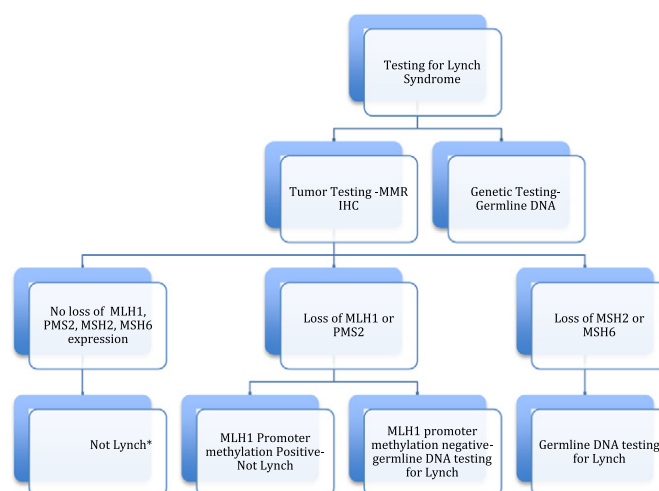 Testing for Lynch
Syndrome
Tumor Testing -MMR
IHC
Genetic Testing-
Germline DNA
No loss of MLH1,
PMS2, MSH2, MSH6
expression
Loss of MLH1 or
PMS2
Loss of MSH2 or
MSH6
Not Lynch*
MLH1 Promoter
methylation Positive-
Not Lynch
MLH1 promoter
methylation negative-
germline DNA testing
for Lynch
Germline DNA testing
for Lynch